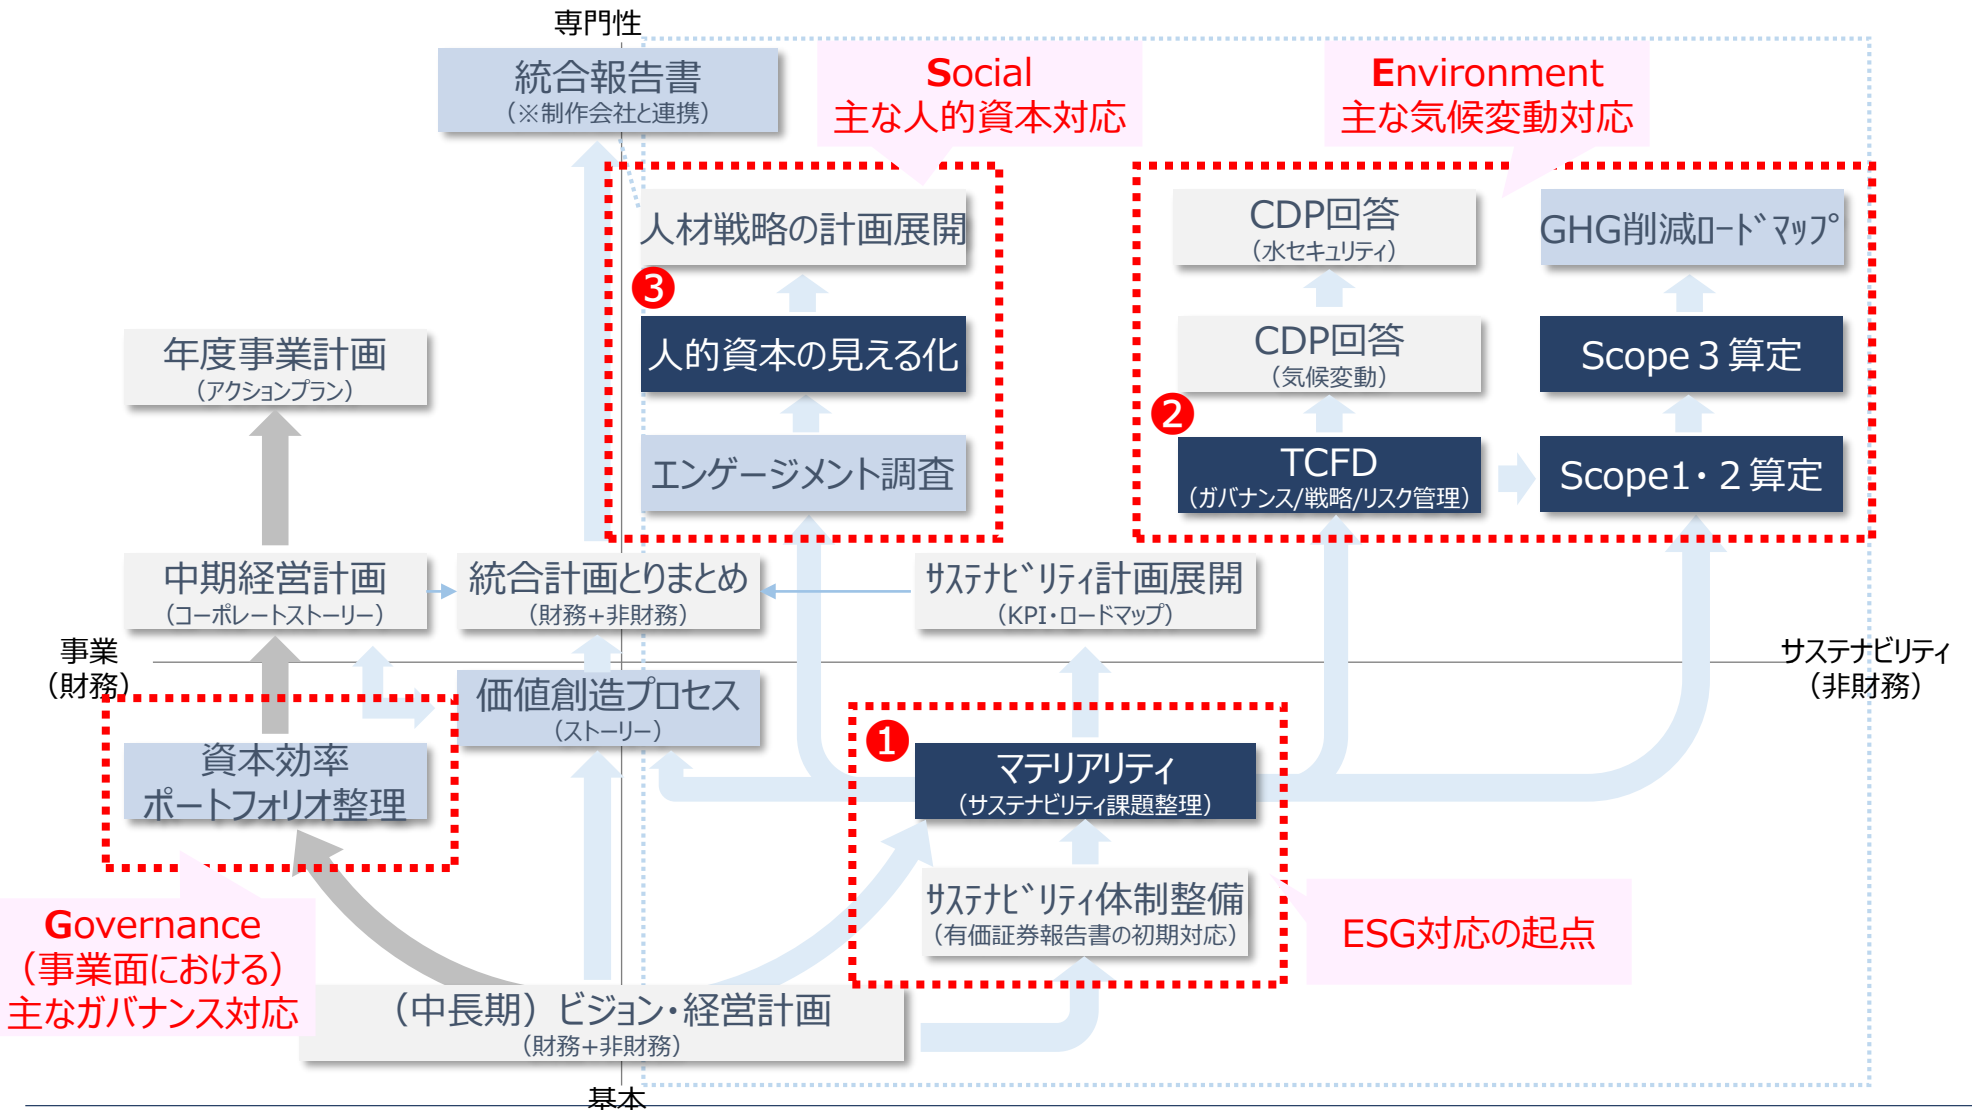 専門性
統合報告書
（※制作会社と連携）
Social
主な人的資本対応
Environment
主な気候変動対応
人材戦略の計画展開
CDP回答
（水セキュリティ）
GHG削減ﾛｰﾄﾞﾏｯﾌﾟ
❸
年度事業計画
（アクションプラン）
人的資本の見える化
CDP回答
（気候変動）
Scope３算定
❷
エンゲージメント調査
TCFD
（ガバナンス/戦略/リスク管理）
Scope1・２算定
中期経営計画
（コーポレートストーリー）
統合計画とりまとめ
（財務+非財務）
ｻｽﾃﾅﾋﾞﾘﾃｨ計画展開
（KPI・ロードマップ）
事業
（財務）
サステナビリティ
（非財務）
価値創造プロセス
（ストーリー）
❶
資本効率
ポートフォリオ整理
マテリアリティ
（サステナビリティ課題整理）
ｻｽﾃﾅﾋﾞﾘﾃｨ体制整備
（有価証券報告書の初期対応）
ESG対応の起点
Governance
（事業面における）
主なガバナンス対応
（中長期）ビジョン・経営計画
（財務+非財務）
基本